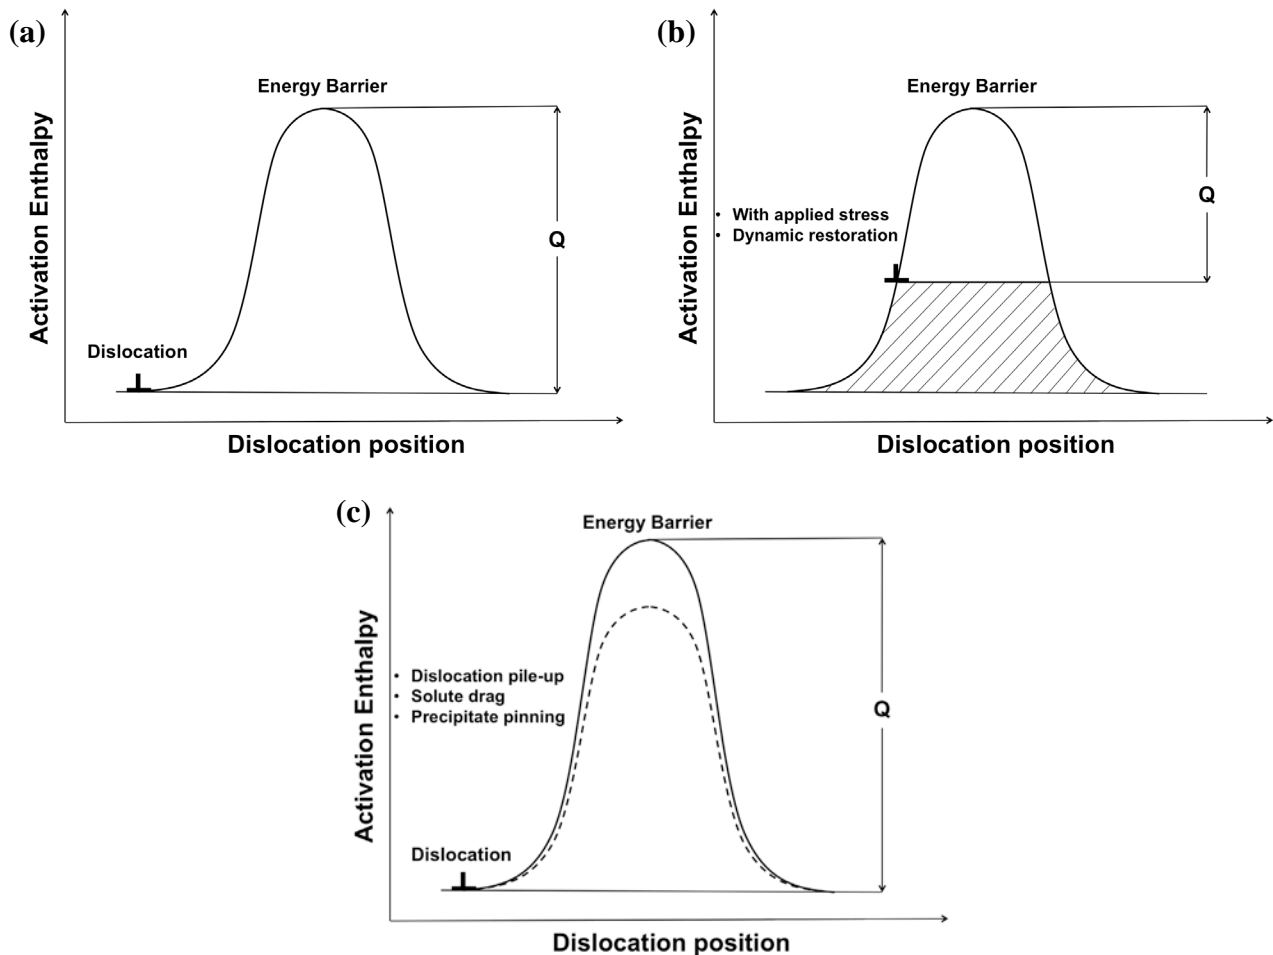 (a)
Energy Barrier
Activation Enthalpy
Q
Dislocation
Dislocation position
(b)
Energy Barrier
Activation Enthalpy
Q
• With applied stress
• Dynamic restoration
Dislocation position
(c)
Energy Barrier
Activation Enthalpy
• Dislocation pile-up
• Solute drag
• Precipitate pinning
Q
Dislocation
Dislocation position